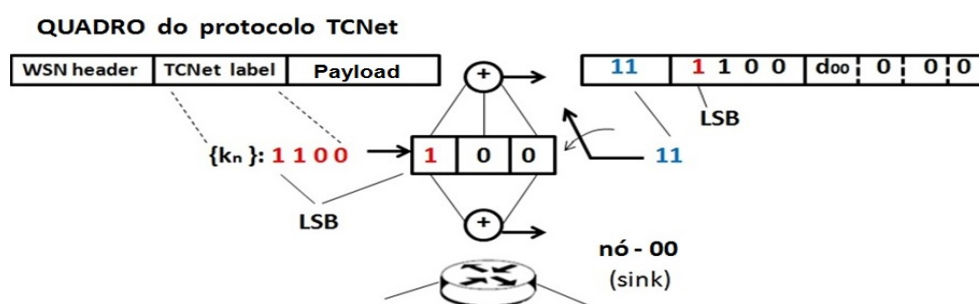 QUADRO do protocolo TCNet
WSN header TCNet label Payload
+
11 1 1 0 0 d00 0 0 0
LSB
{kn}: 1 1 0 0 1 0 0 11
LSB
+
nó - 00
(sink)